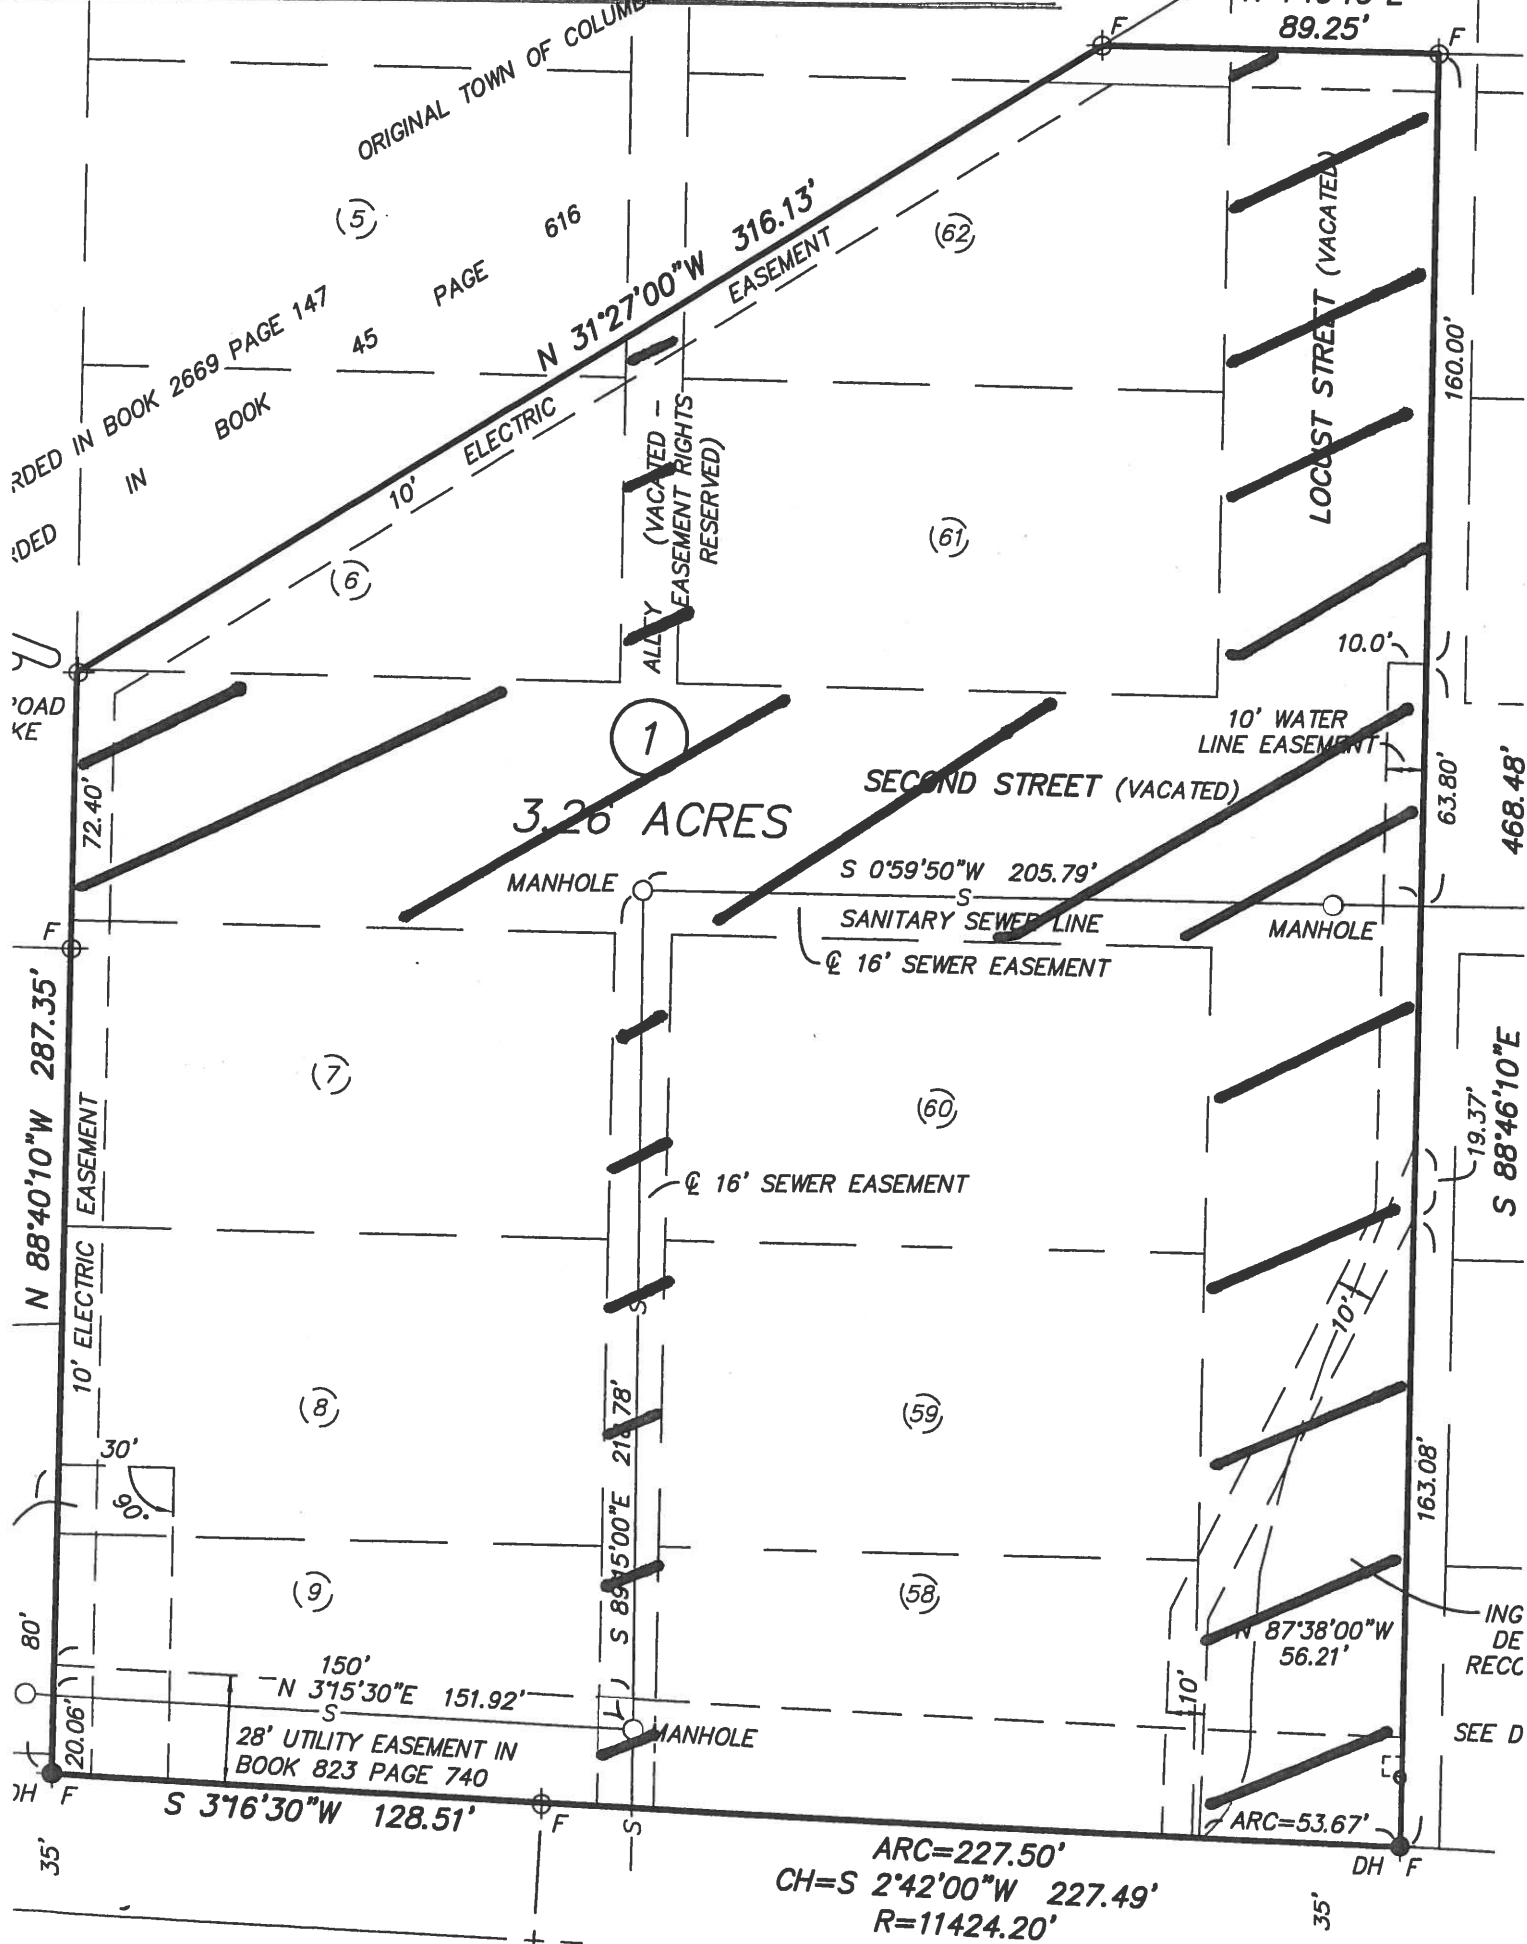 ORIGINAL TOWN OF
89.25'
F
F
5
PAGE 616
RDED IN BOOK 2669 PAGE 147
IN BOOK 45
N 31°27'00"W 316.13'
10' ELECTRIC EASEMENT
62
LOCUST STREET (VACATED)
160.00'
6
ALLEY (VACATED -
EASEMENT RIGHTS
RESERVED)
61
10.0'
10' WATER
LINE EASEMENT
1
3.26 ACRES
SECOND STREET (VACATED)
72.40'
63.80'
468.48'
MANHOLE
S 0°59'50"W 205.79'
S
SANITARY SEWER LINE
MANHOLE
℄ 16' SEWER EASEMENT
F
N 88°40'10"W 287.35'
10' ELECTRIC EASEMENT
7
60
19.37'
S 88°46'10"E
℄ 16' SEWER EASEMENT
S
10'
8
59
30'
90°
163.08'
9
58
N 87°38'00"W
56.21'
ING
DE
RECO
80'
150'
N 3°15'30"E 151.92'
S
MANHOLE
10'
SEE D
20.06'
28' UTILITY EASEMENT IN
BOOK 823 PAGE 740
DH F
S 3°16'30"W 128.51'
F
S
ARC=53.67'
DH F
35'
ARC=227.50'
CH=S 2°42'00"W 227.49'
R=11424.20'
35'